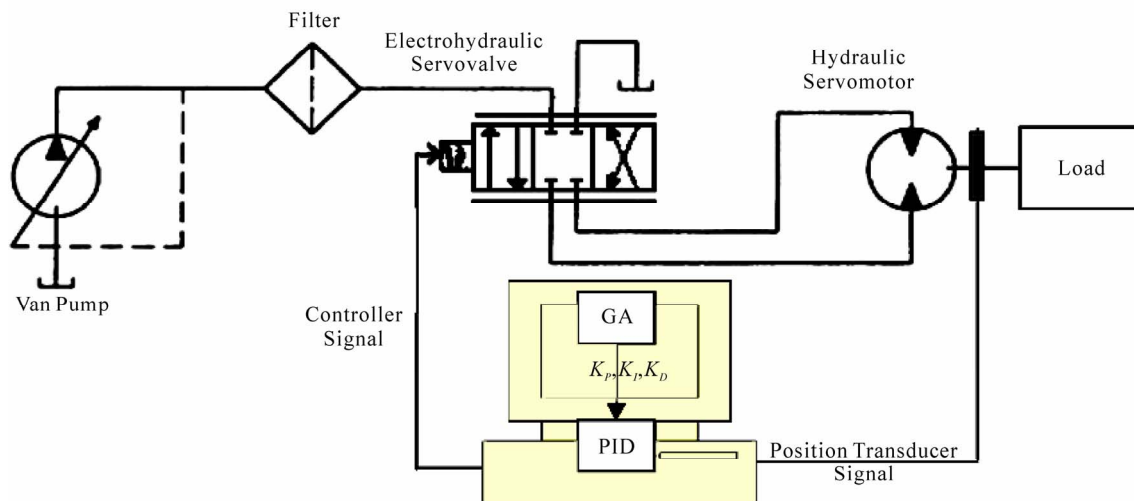 Filter
Electrohydraulic
Servovalve
Hydraulic
Servomotor
Load
Van Pump
Controller
Signal
GA
K_P, K_I, K_D
PID
Position Transducer
Signal